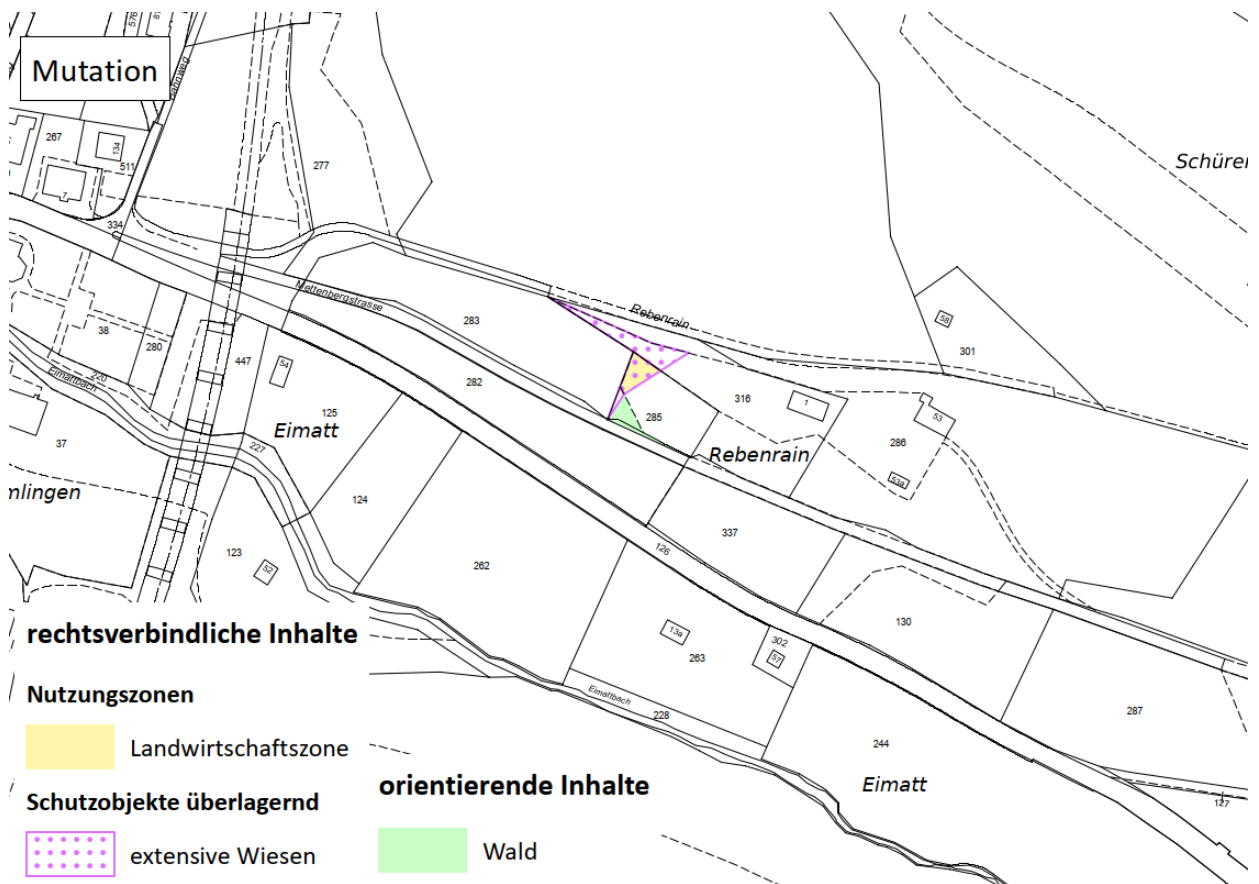 Mutation
576
267
134
511
7
334
277
Schürer
Mettenbergstrasse
Rebenrain
283
58
301
38
280
447
54
282
220
Eimattbach
285
316
1
53
125
286
Eimatt
37
Rebenrain
53a
227
mlingen
124
337
126
123
52
262
130
302
13a
57
263
rechtsverbindliche Inhalte
Eimattbach
228
287
Nutzungszonen
244
Landwirtschaftszone
Eimatt
orientierende Inhalte
127
Schutzobjekte überlagernd
extensive Wiesen
Wald